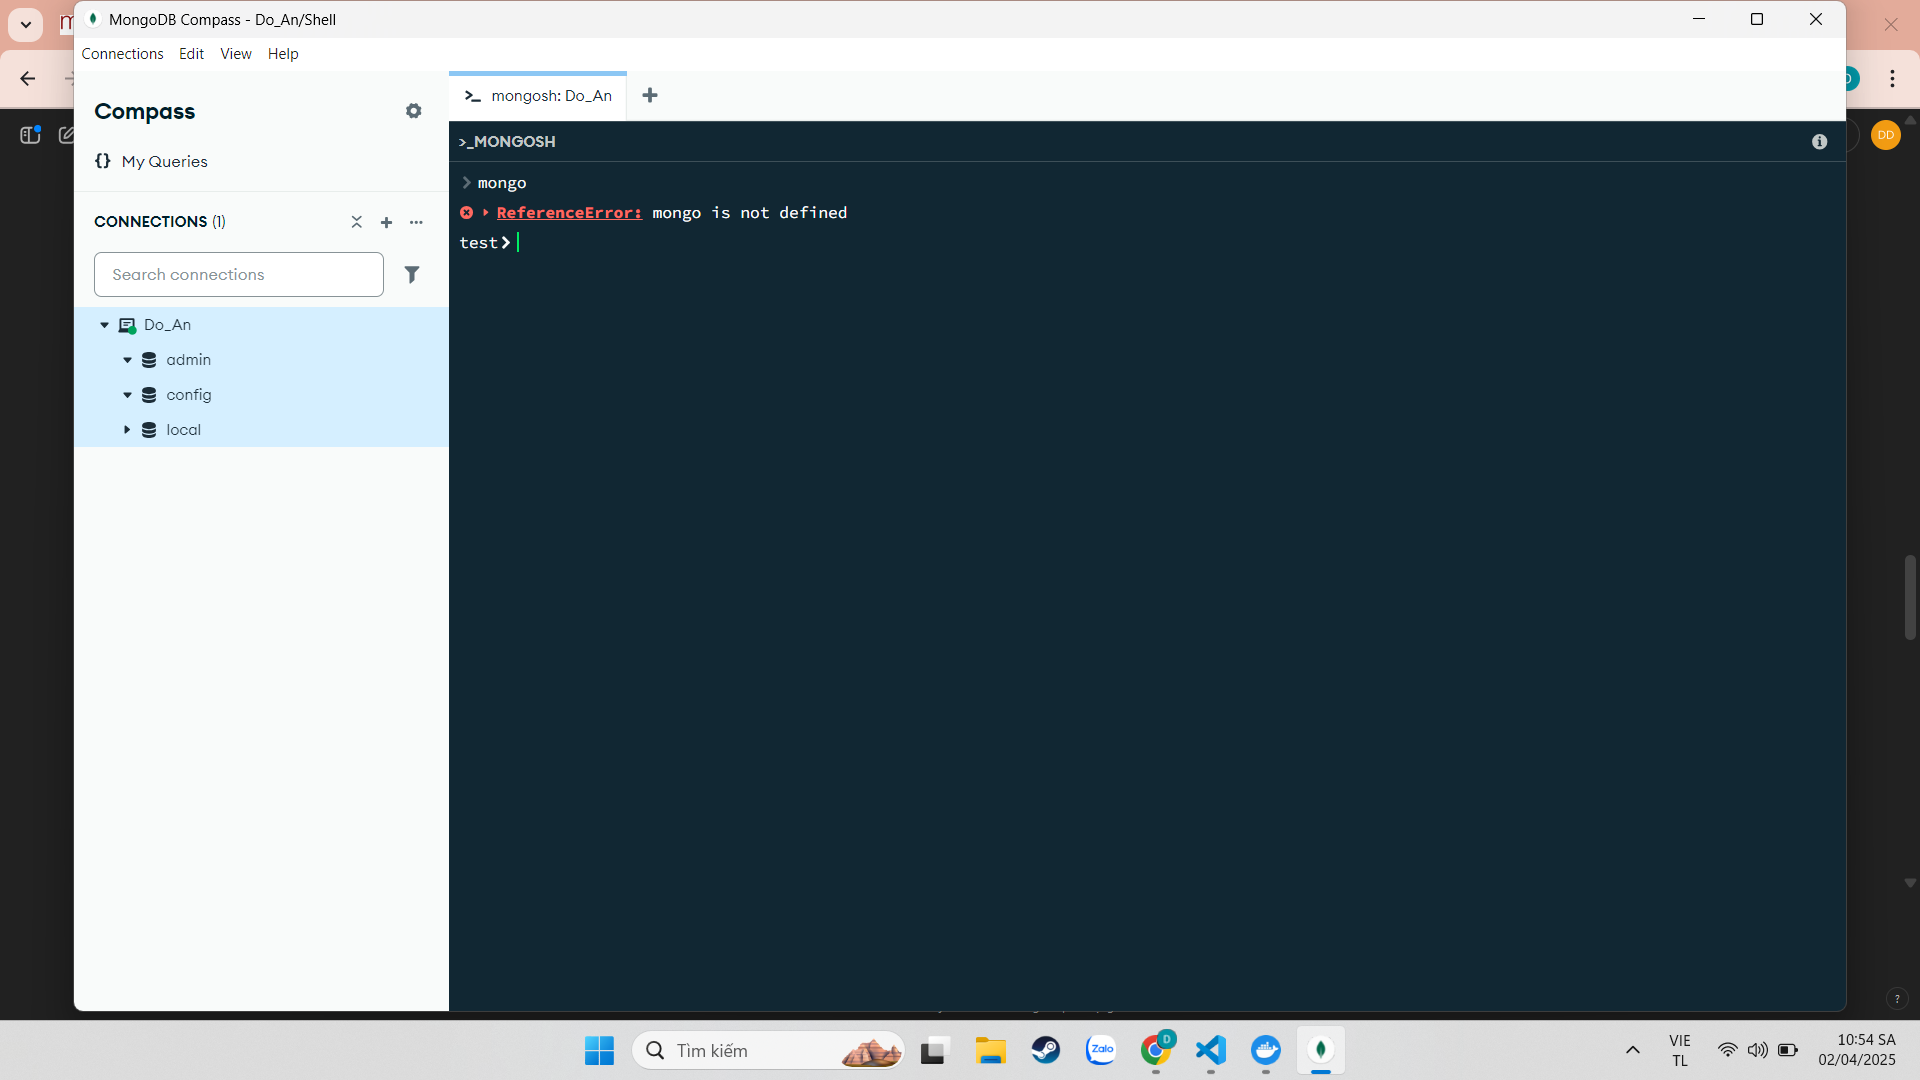 MongoDB Compass - Do_An/Shell
Connections Edit View Help
Compass
mongosh: Do_An
>_MONGOSH
DD
My Queries
mongo
ReferenceError: mongo is not defined
CONNECTIONS (1)
test>
Search connections
Do_An
admin
config
local
?
Tìm kiếm
Zalo
D
VIE
TL
10:54 SA
02/04/2025